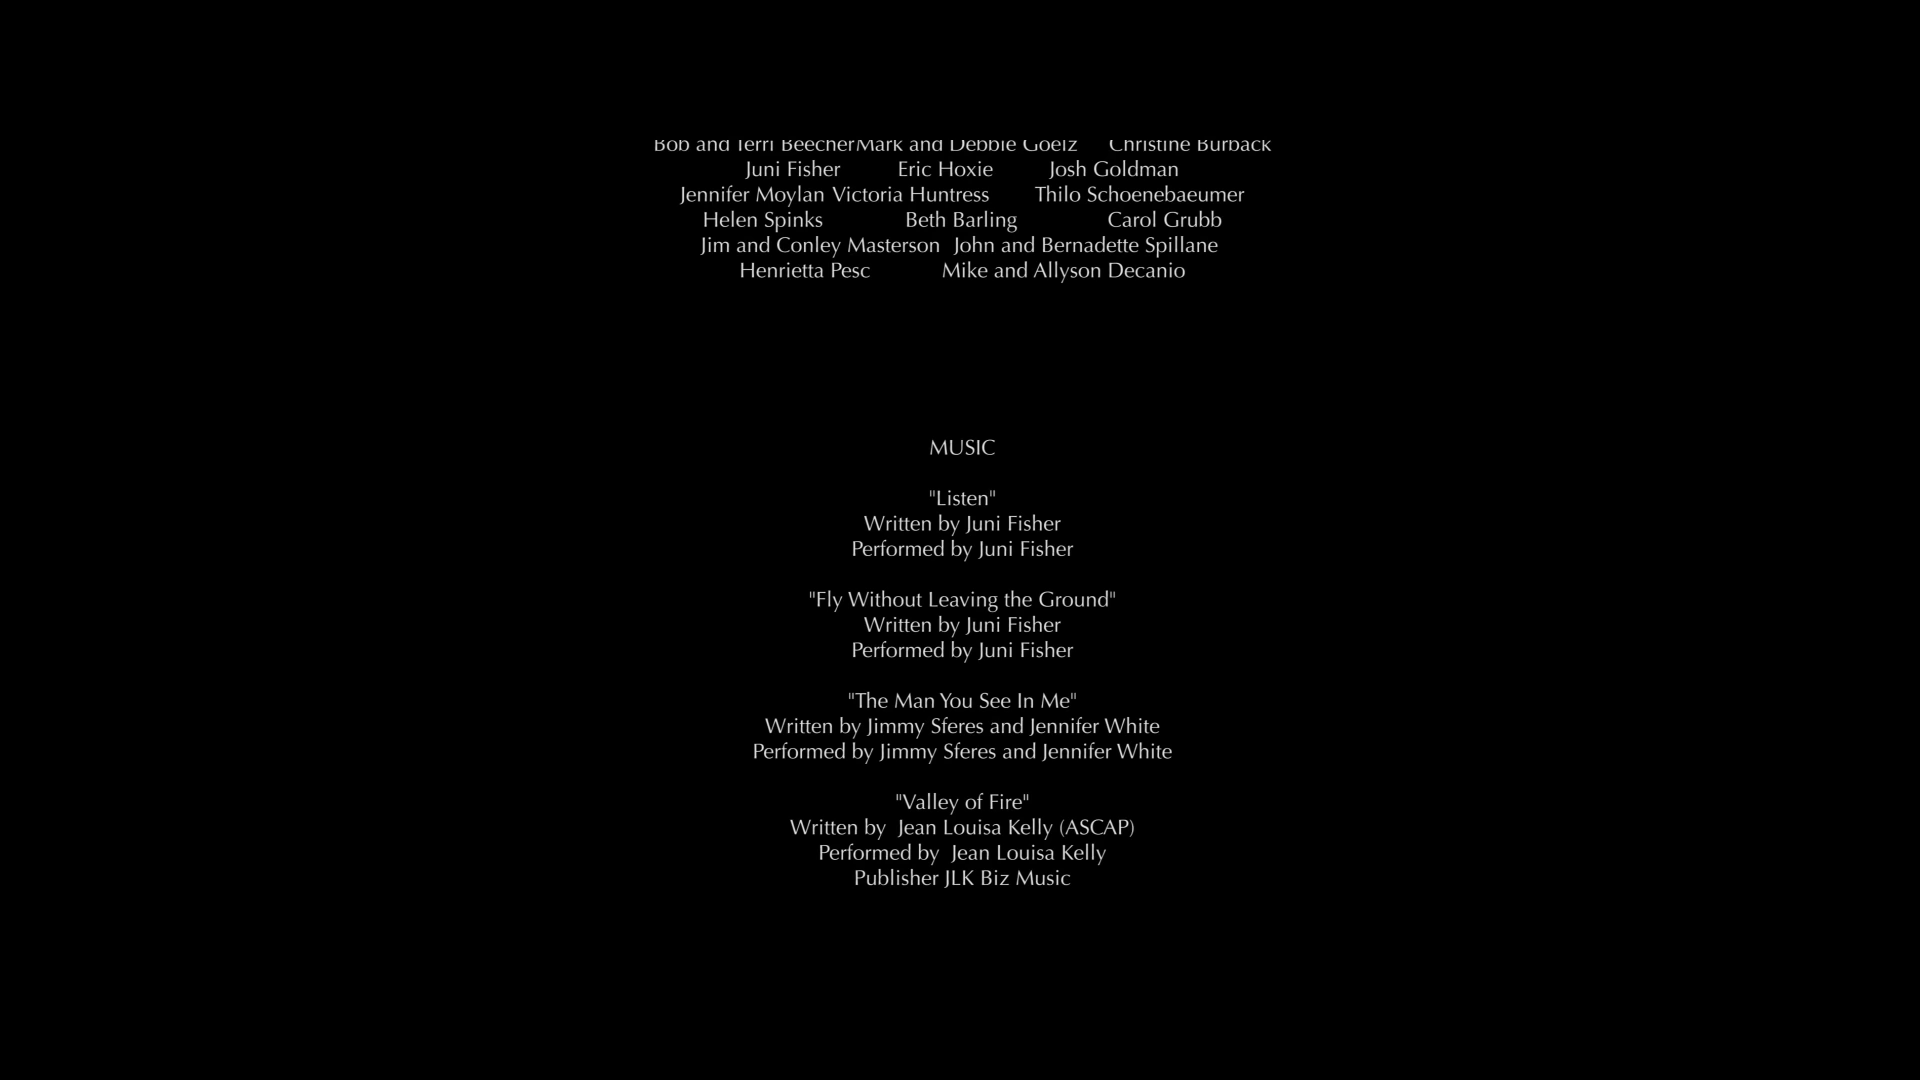 Bob and Terri Beecher Mark and Debbie Goetz Christine Burback
Juni Fisher Eric Hoxie Josh Goldman
Jennifer Moylan Victoria Huntress Thilo Schoenebaeumer
Helen Spinks Beth Barling Carol Grubb
Jim and Conley Masterson John and Bernadette Spillane
Henrietta Pesc Mike and Allyson Decanio
MUSIC
"Listen"
Written by Juni Fisher
Performed by Juni Fisher
"Fly Without Leaving the Ground"
Written by Juni Fisher
Performed by Juni Fisher
"The Man You See In Me"
Written by Jimmy Sferes and Jennifer White
Performed by Jimmy Sferes and Jennifer White
"Valley of Fire"
Written by Jean Louisa Kelly (ASCAP)
Performed by Jean Louisa Kelly
Publisher JLK Biz Music